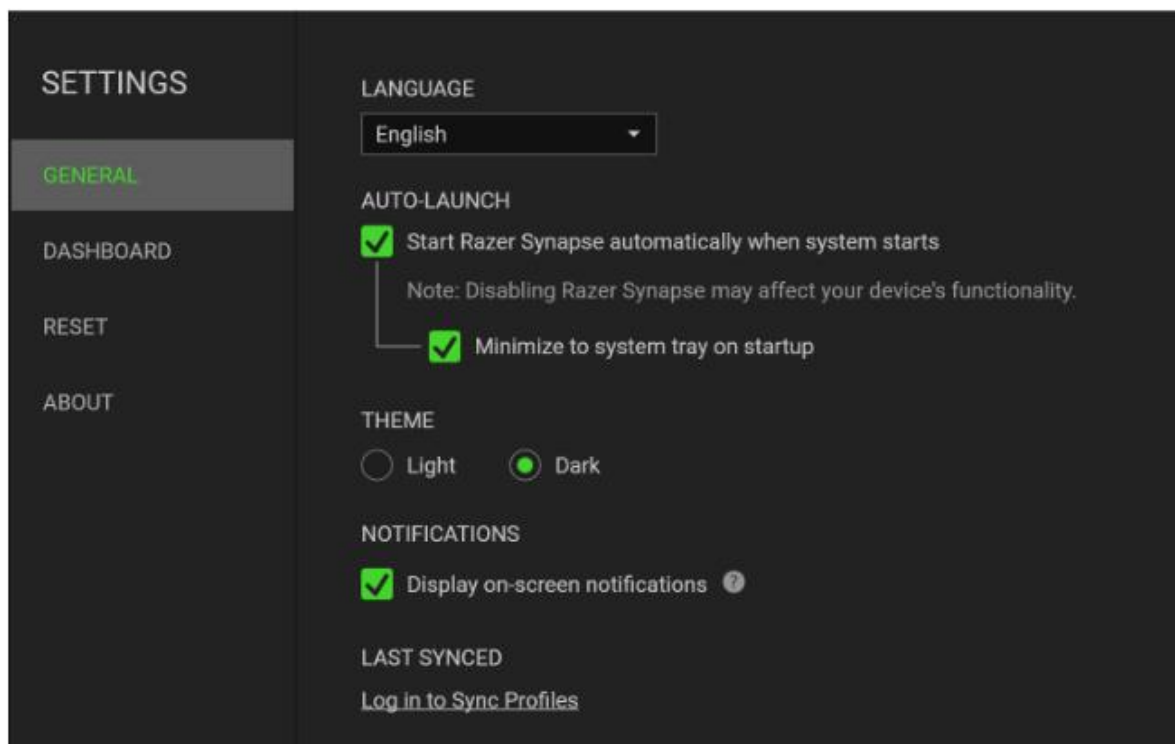 SETTINGS
GENERAL
DASHBOARD
RESET
ABOUT
LANGUAGE
English
AUTO-LAUNCH
Start Razer Synapse automatically when system starts
Note: Disabling Razer Synapse may affect your device's functionality.
Minimize to system tray on startup
THEME
Light Dark
NOTIFICATIONS
Display on-screen notifications ?
LAST SYNCED
Log in to Sync Profiles